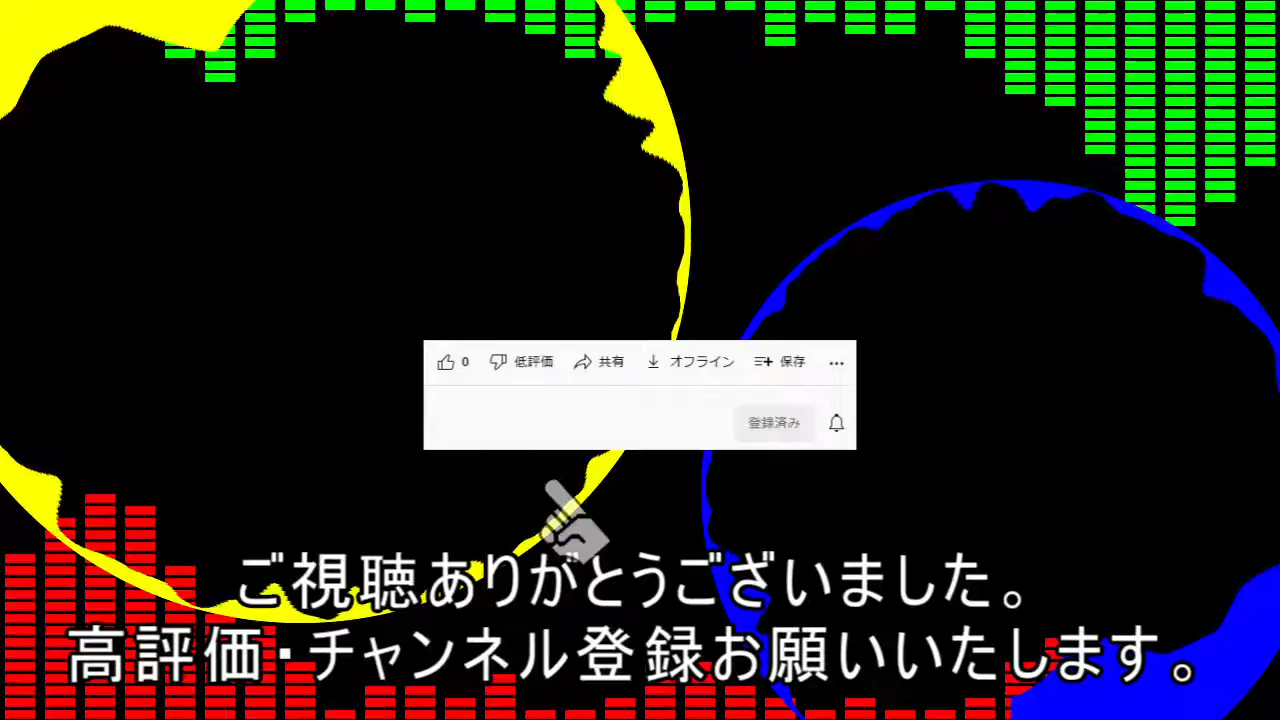 0 低評価 共有 オフライン 保存 …
登録済み
ご視聴ありがとうございました。
高評価・チャンネル登録お願いいたします。